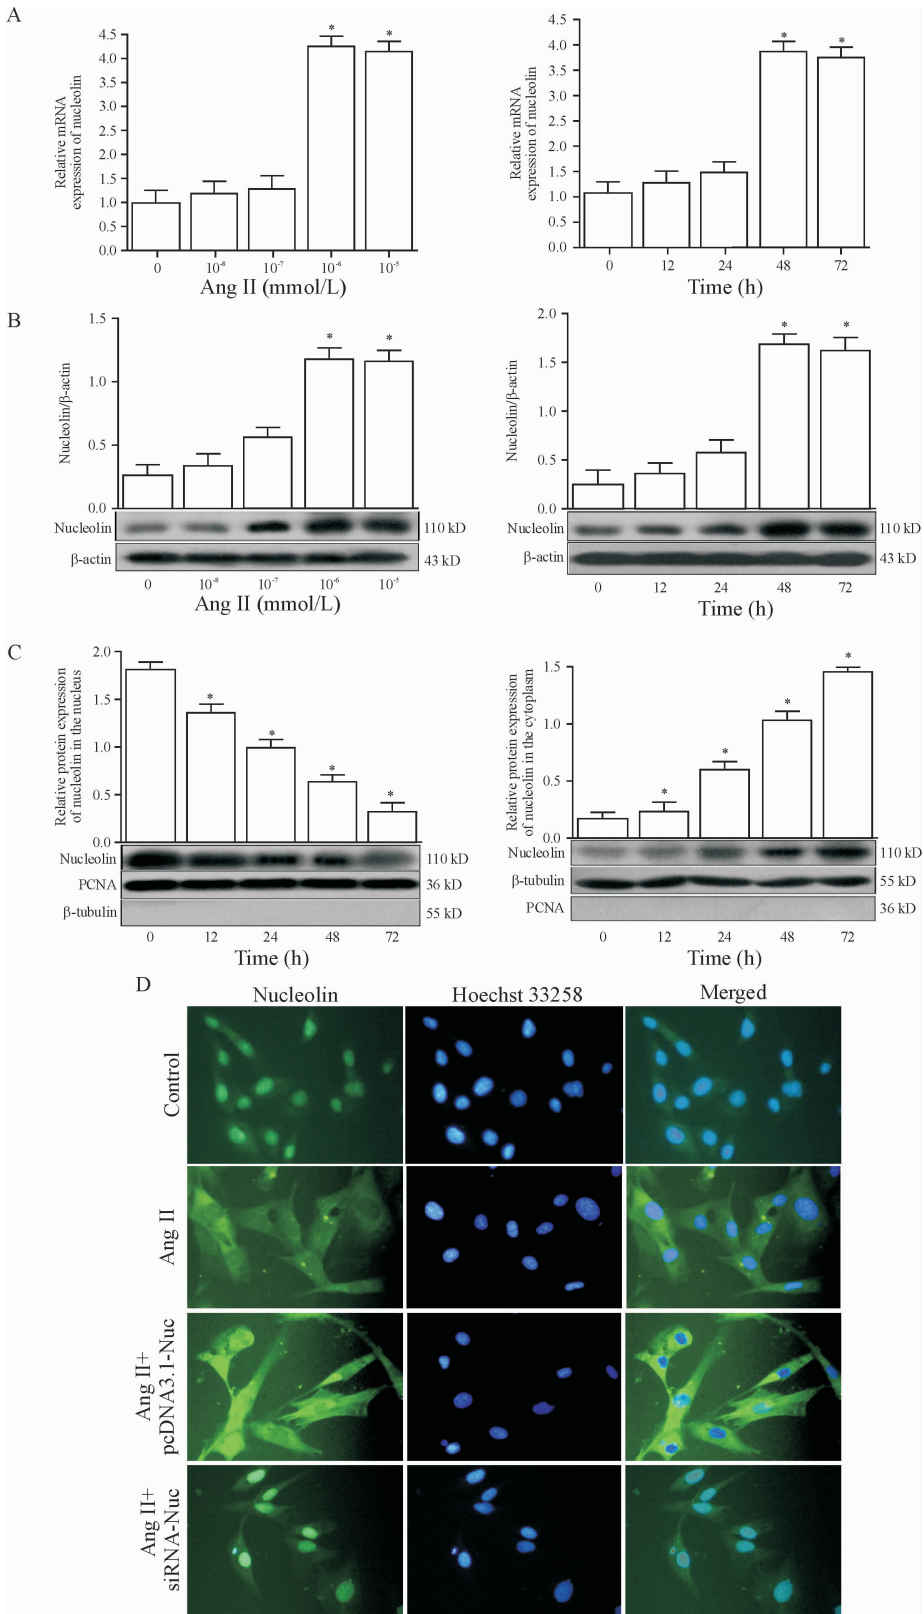 A
Relative mRNA
expression of nucleolin
4.5
4.0
3.5
3.0
2.5
2.0
1.5
1.0
0.5
0.0
* *
0 10⁻⁸ 10⁻⁷ 10⁻⁶ 10⁻⁵
Ang II (mmol/L)
Relative mRNA
expression of nucleolin
4.5
5.0
4.5
4.0
2.5
2.0
1.5
1.0
0.5
0.0
* *
0 12 24 48 72
Time (h)
B
Nucleolin/β-actin
1.5
1.0
0.5
0.0
* *
Nucleolin 110 kD
β-actin 43 kD
0 10⁻⁸ 10⁻⁷ 10⁻⁶ 10⁻⁵
Ang II (mmol/L)
Nucleolin/β-actin
2.0
1.5
1.0
0.5
0.0
* *
Nucleolin 110 kD
β-actin 43 kD
0 12 24 48 72
Time (h)
C
Relative protein expression
of nucleolin in the nucleus
2.0
1.5
1.0
0.5
0.0
* * * *
Nucleolin 110 kD
PCNA 36 kD
β-tubulin 55 kD
0 12 24 48 72
Time (h)
Relative protein expression
of nucleolin in the cytoplasm
1.5
1.0
0.5
0.0
* * * *
Nucleolin 110 kD
β-tubulin 55 kD
PCNA 36 kD
0 12 24 48 72
Time (h)
D
Nucleolin Hoechst 33258 Merged
Control
Ang II
Ang II+
pcDNA3.1-Nuc
Ang II+
siRNA-Nuc